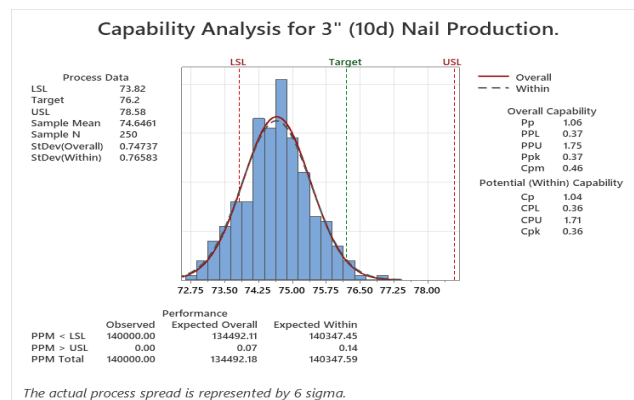 Capability Analysis for 3" (10d) Nail Production.
LSL Target USL
Process Data
LSL 73.82
Target 76.2
USL 78.58
Sample Mean 74.6461
Sample N 250
StDev(Overall) 0.74737
StDev(Within) 0.76583
Overall
Within
Overall Capability
Pp 1.06
PPL 0.37
PPU 1.75
Ppk 0.37
Cpm 0.46
Potential (Within) Capability
Cp 1.04
CPL 0.36
CPU 1.71
Cpk 0.36
72.75 73.50 74.25 75.00 75.75 76.50 77.25 78.00
Performance
Observed Expected Overall Expected Within
PPM < LSL 140000.00 134492.11 140347.45
PPM > USL 0.00 0.07 0.14
PPM Total 140000.00 134492.18 140347.59
The actual process spread is represented by 6 sigma.